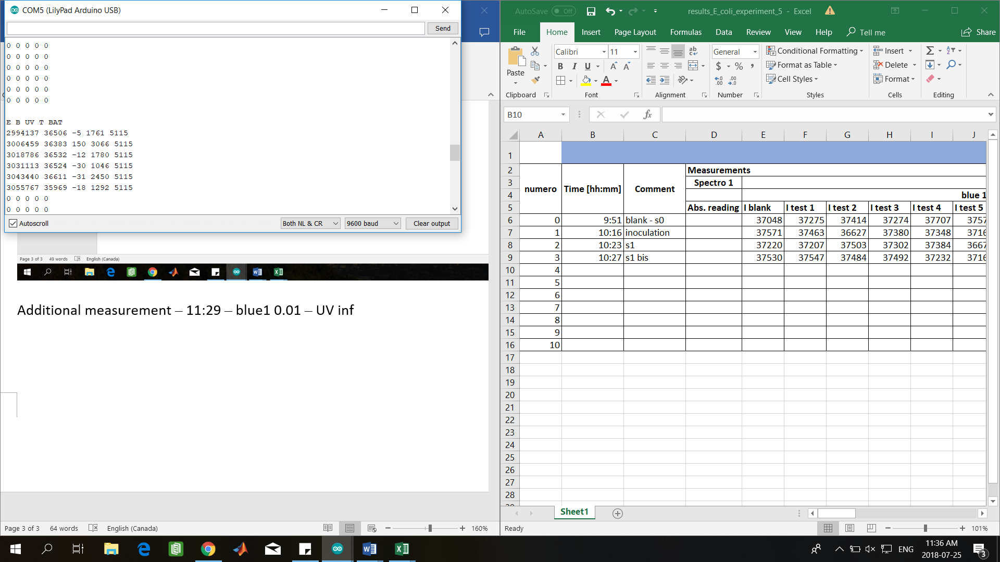 COM5 (LilyPad Arduino USB)
Send
0 0 0 0 0
0 0 0 0 0
0 0 0 0 0
0 0 0 0 0
0 0 0 0 0
0 0 0 0 0
E B UV T BAT
2994137 36506 -5 1761 5115
3006459 36383 150 3066 5115
3018786 36532 -12 1780 5115
3031113 36524 -30 1046 5115
3043440 36611 -31 2450 5115
3055767 35969 -18 1292 5115
0 0 0 0 0
0 0 0 0 0
Autoscroll
Both NL & CR
9600 baud
Clear output
Page 3 of 3 49 words English (Canada)
Additional measurement – 11:29 – blue1 0.01 – UV inf
Page 3 of 3 64 words English (Canada) 160%
AutoSave Off results_E_coli_experiment_5 - Excel
File Home Insert Page Layout Formulas Data Review View Help Tell me Share
Paste
Clipboard
Calibri 11
B I U A A
A
Font
ab
Alignment
General
$ % ,
.00 .00
Number
Conditional Formatting
Format as Table
Cell Styles
Styles
Insert
Delete
Format
Cells
Editing
B10 fx
A B C D E F G H I J
1
2 Measurements
3 Spectro 1
numero Time [hh:mm] Comment
4 blue 1
5 Abs. reading I blank I test 1 I test 2 I test 3 I test 4 I test 5
6 0 9:51 blank - s0 37048 37275 37414 37274 37707 3757
7 1 10:16 inoculation 37571 37463 36627 37380 37348 3716
8 2 10:23 s1 37220 37207 37503 37302 37384 3667
9 3 10:27 s1 bis 37530 37547 37484 37492 37232 3716
10 4
11 5
12 6
13 7
14 8
15 9
16 10
17
18
19
20
21
22
23
24
25
26
27
28
Sheet1
Ready 101%
ENG
11:36 AM
2018-07-25
3